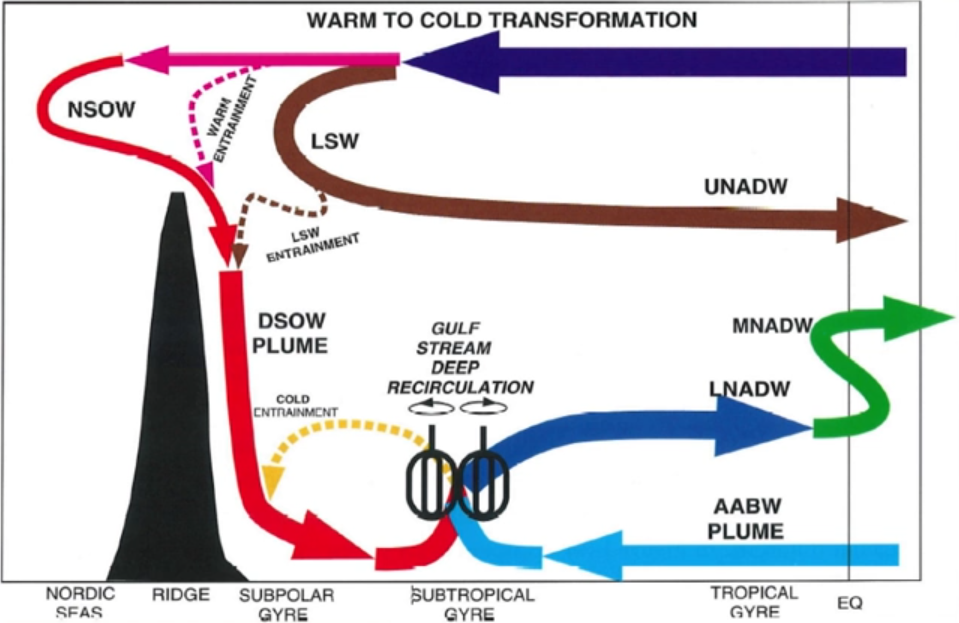 WARM TO COLD TRANSFORMATION
NSOW
WARM
ENTRAINMENT
LSW
UNADW
LSW
ENTRAINMENT
DSOW
PLUME
GULF
STREAM
DEEP
RECIRCULATION
MNADW
LNADW
COLD
ENTRAINMENT
AABW
PLUME
NORDIC
SEAS
RIDGE
SUBPOLAR
GYRE
SUBTROPICAL
GYRE
TROPICAL
GYRE
EQ